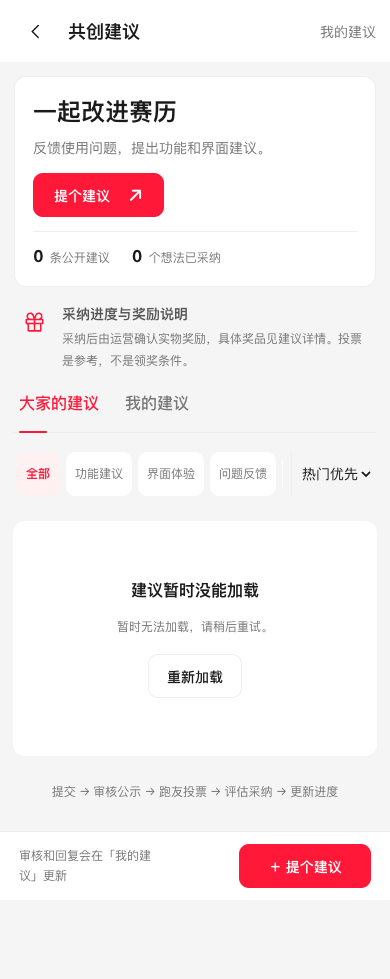 共创建议
我的建议
一起改进赛历
反馈使用问题，提出功能和界面建议。
提个建议
0 条公开建议 0 个想法已采纳
采纳进度与奖励说明
采纳后由运营确认实物奖励，具体奖品见建议详情。投票
是参考，不是领奖条件。
大家的建议 我的建议
全部 功能建议 界面体验 问题反馈 热门优先
建议暂时没能加载
暂时无法加载，请稍后重试。
重新加载
提交 → 审核公示 → 跑友投票 → 评估采纳 → 更新进度
审核和回复会在「我的建
议」更新
+ 提个建议